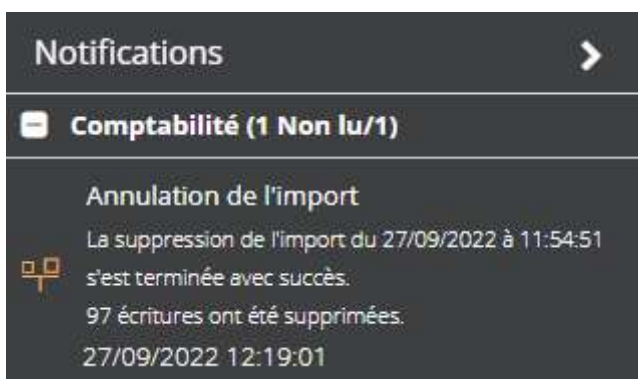 Notifications
Comptabilité (1 Non lu/1)
Annulation de l'import
La suppression de l'import du 27/09/2022 à 11:54:51
s'est terminée avec succès.
97 écritures ont été supprimées.
27/09/2022 12:19:01